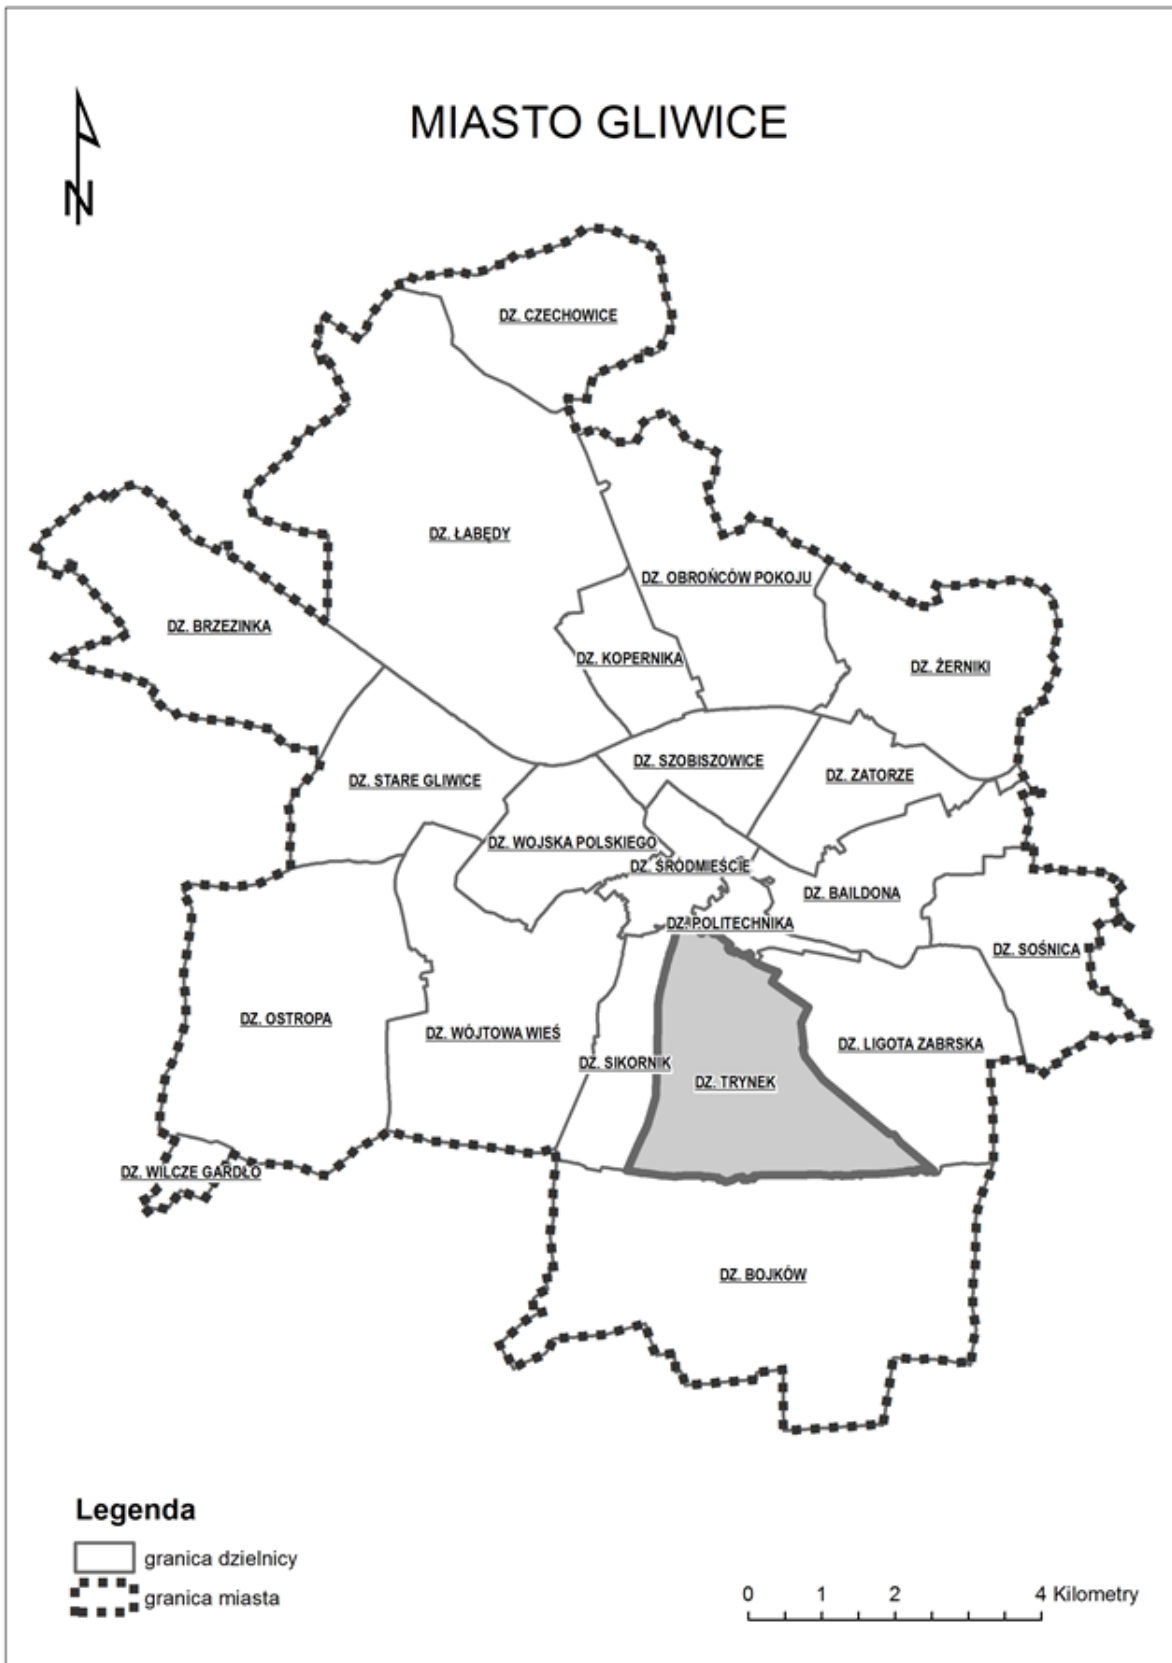 N
MIASTO GLIWICE
DZ. CZECHOWICE
DZ. ŁABĘDY
DZ. OBROŃCÓW POKOJU
DZ. BRZEZINKA
DZ. KOPERNIKA
DZ. ŻERNIKI
DZ. SZOBISZOWICE
DZ. ZATORZE
DZ. STARE GLIWICE
DZ. WOJSKA POLSKIEGO
DZ. ŚRÓDMIEŚCIE
DZ. BAILDONA
DZ. POLITECHNIKA
DZ. SOŚNICA
DZ. OSTROPA
DZ. WÓJTOWA WIEŚ
DZ. LIGOTA ZABRSKA
DZ. SIKORNIK
DZ. TRYNEK
DZ. WILCZE GARDŁO
DZ. BOJKÓW
Legenda
granica dzielnicy
granica miasta
0 1 2 4 Kilometry